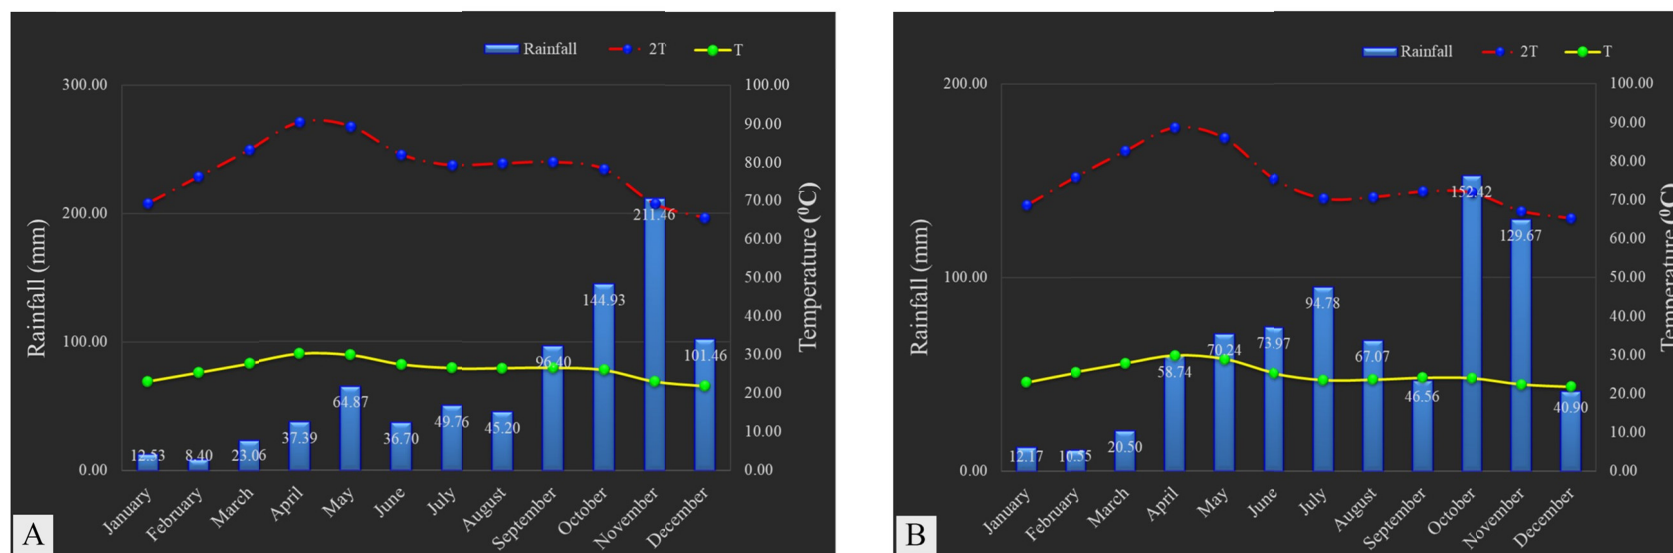 Rainfall 2T T
300.00
200.00
100.00
0.00
Rainfall (mm)
100.00
90.00
80.00
70.00
60.00
50.00
40.00
30.00
20.00
10.00
0.00
Temperature (⁰C)
12.53 8.40 23.06 37.39 64.87 36.70 49.76 45.20 96.40 144.93 211.46 101.46
January February March April May June July August September October November December
A
Rainfall 2T T
200.00
100.00
0.00
Rainfall (mm)
100.00
90.00
80.00
70.00
60.00
50.00
40.00
30.00
20.00
10.00
0.00
Temperature (⁰C)
12.17 10.55 20.50 58.74 70.24 73.97 94.78 67.07 46.56 152.42 129.67 40.90
January February March April May June July August September October November December
B